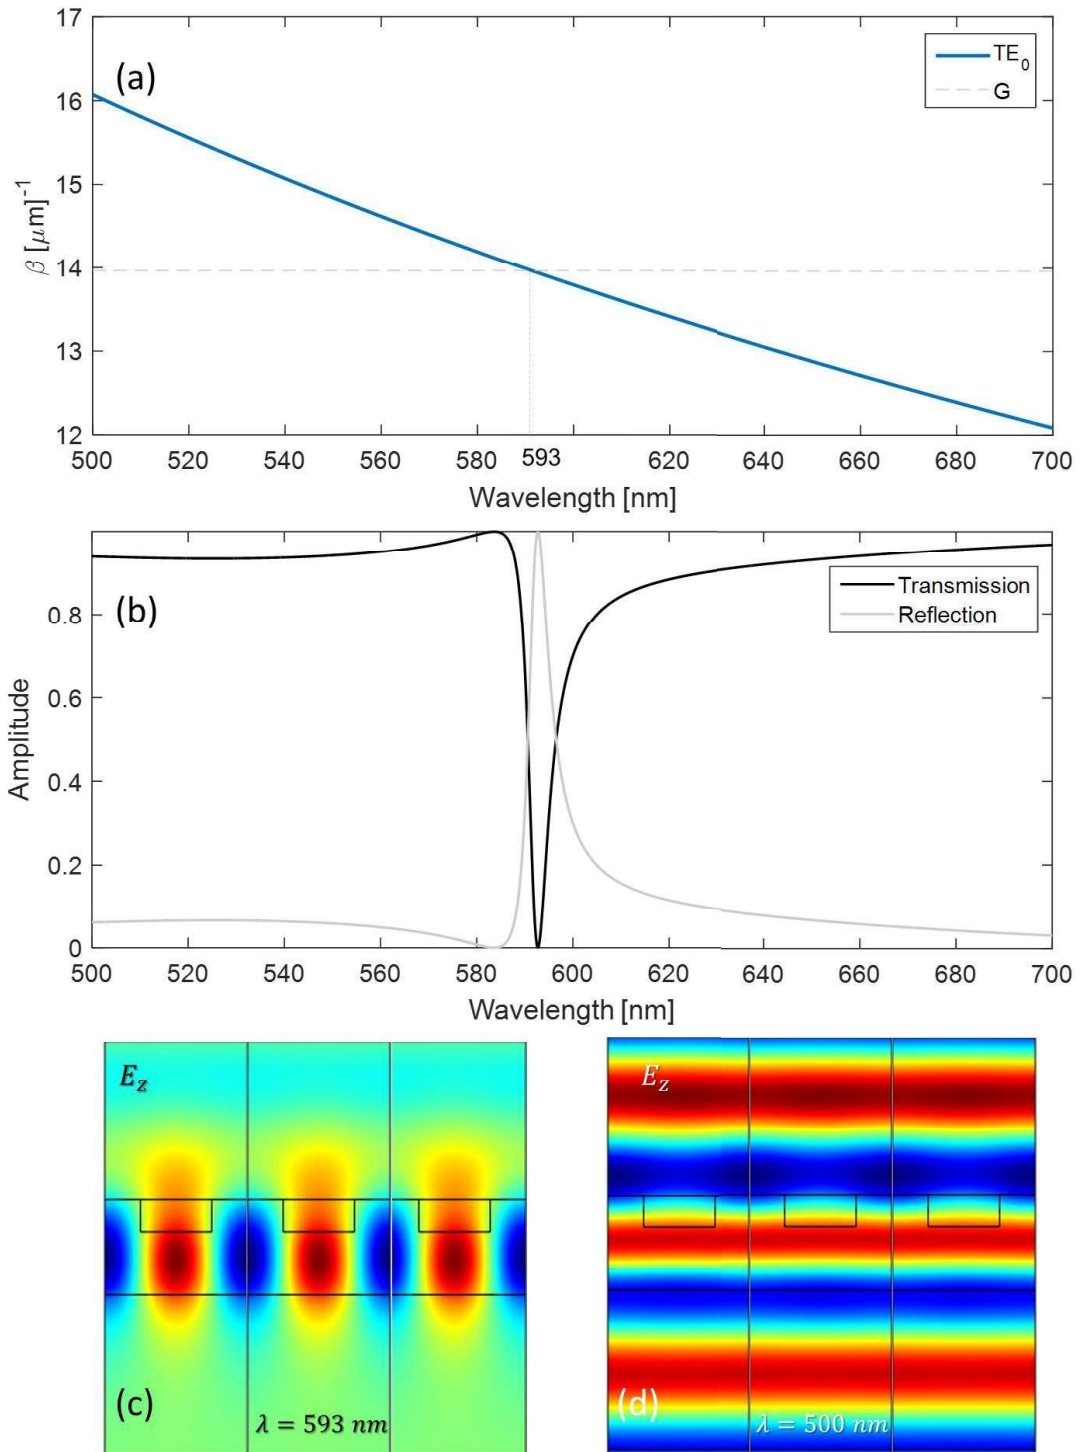 17
(a)
TE0
G
16
15
β [μm]-1
14
13
12
500 520 540 560 580 593 620 640 660 680 700
Wavelength [nm]
(b)
Transmission
Reflection
0.8
0.6
Amplitude
0.4
0.2
0
500 520 540 560 580 600 620 640 660 680 700
Wavelength [nm]
Ez
Ez
(c)
λ = 593 nm
(d)
λ = 500 nm